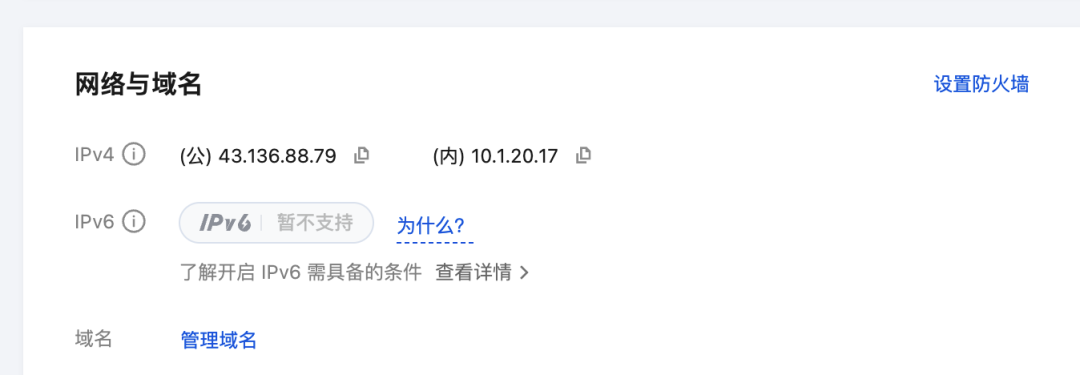 网络与域名 设置防火墙
IPv4 (公) 43.136.88.79 (内) 10.1.20.17
IPv6 IPv6 暂不支持 为什么?
了解开启 IPv6 需具备的条件 查看详情 >
域名 管理域名